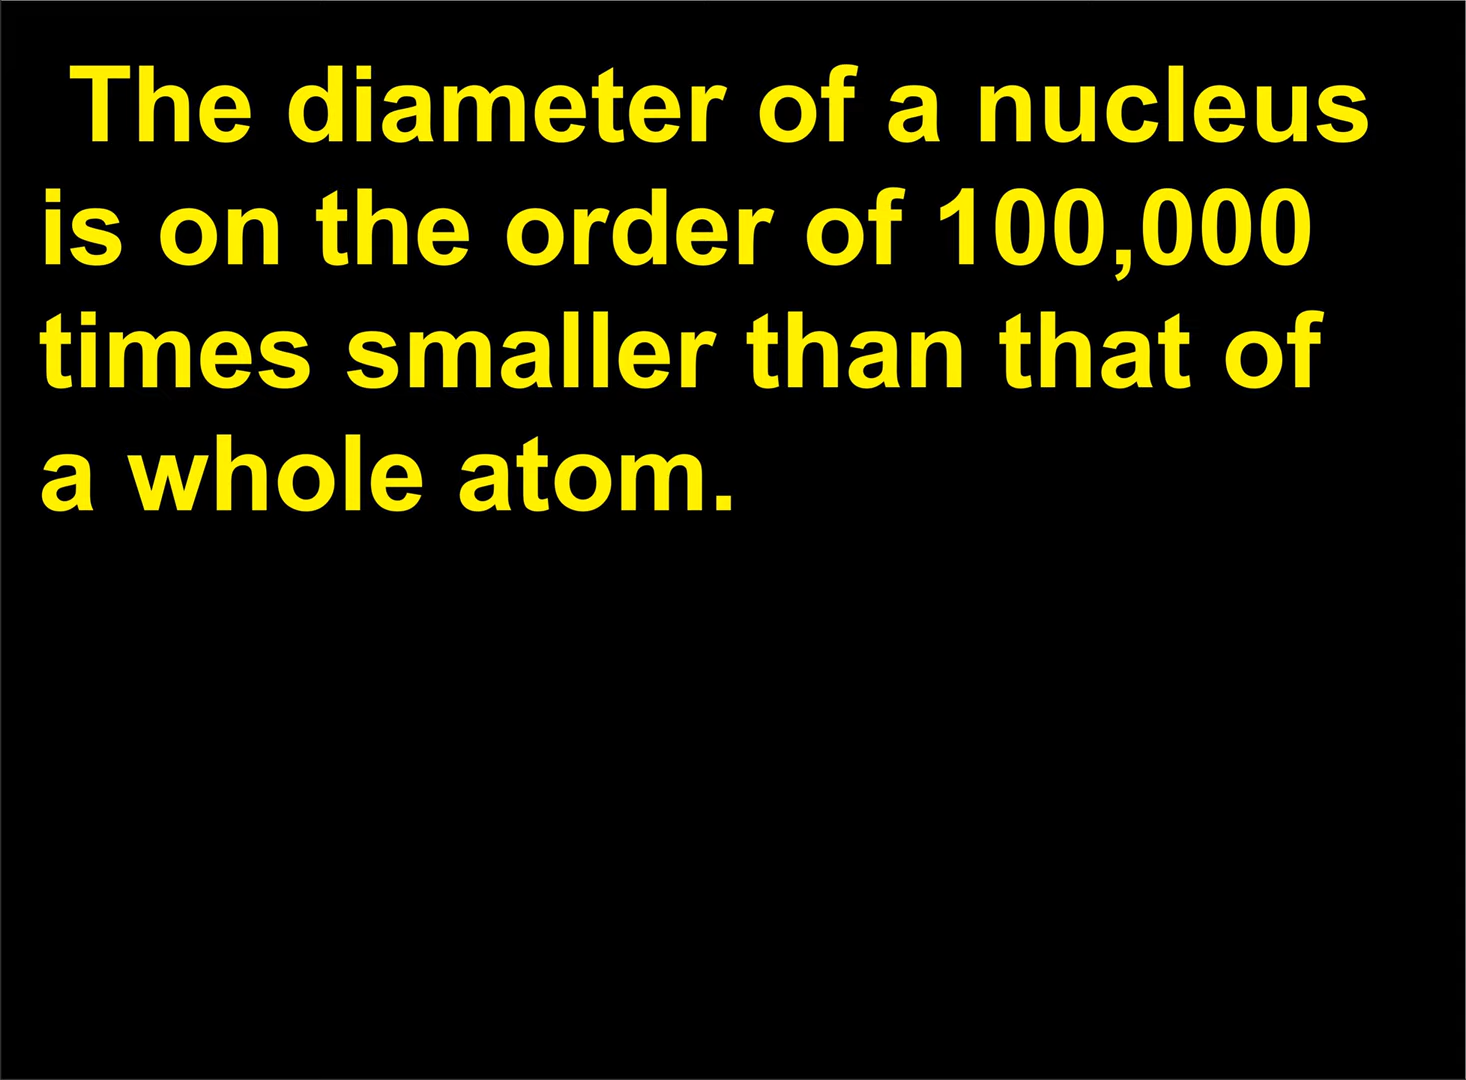 The diameter of a nucleus
is on the order of 100,000
times smaller than that of
a whole atom.